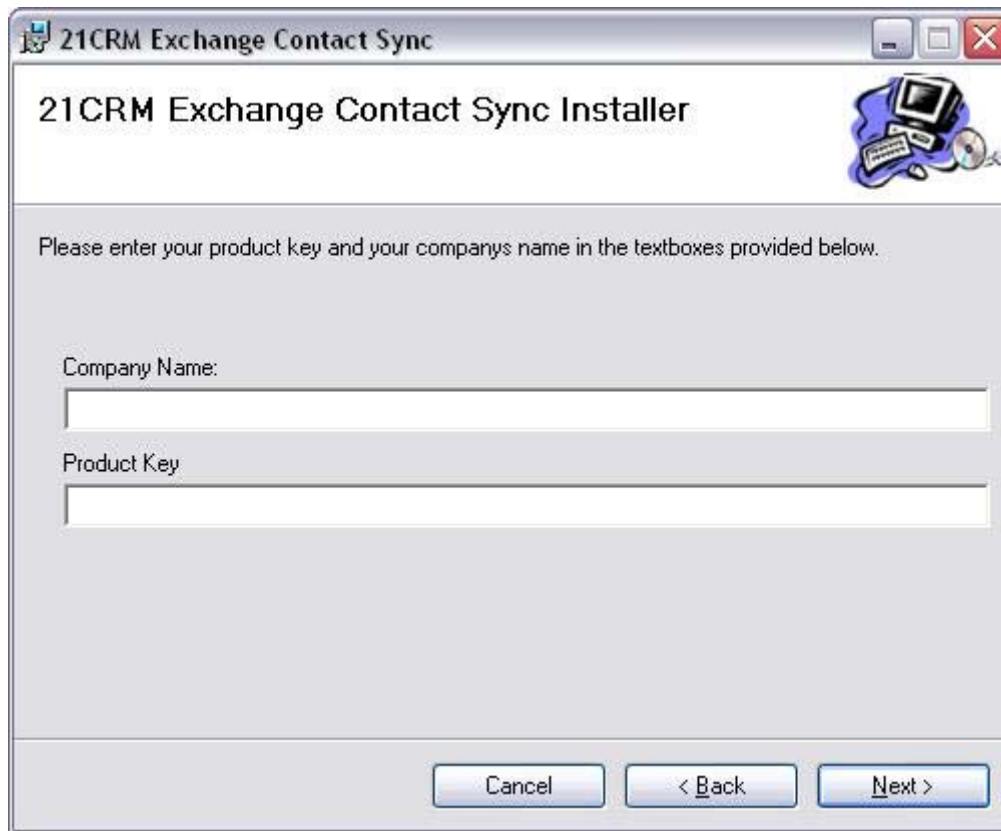 21CRM Exchange Contact Sync
21CRM Exchange Contact Sync Installer
Please enter your product key and your companys name in the textboxes provided below.
Company Name:
Product Key
Cancel
< Back
Next >